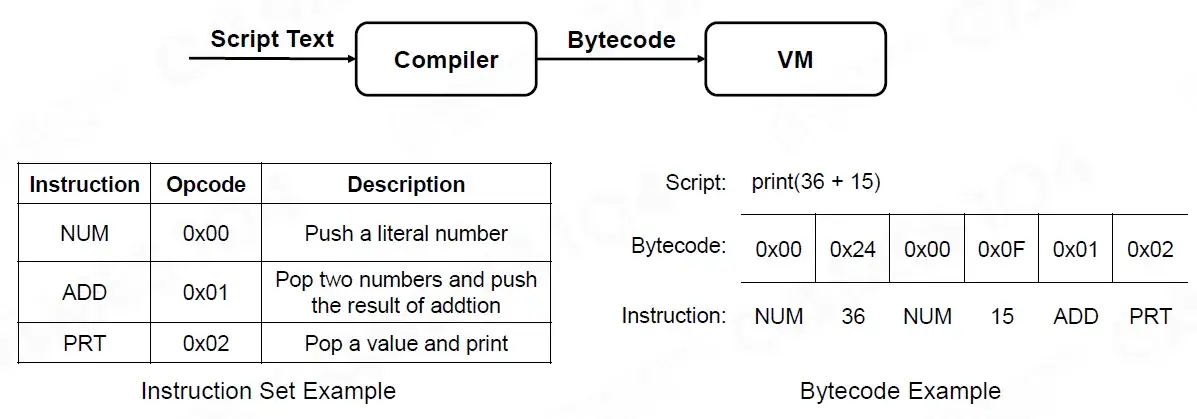 Script Text
Compiler
Bytecode
VM
Instruction Opcode Description
NUM 0x00 Push a literal number
ADD 0x01 Pop two numbers and push
the result of addtion
PRT 0x02 Pop a value and print
Instruction Set Example
Script: print(36 + 15)
Bytecode: 0x00 0x24 0x00 0x0F 0x01 0x02
Instruction: NUM 36 NUM 15 ADD PRT
Bytecode Example